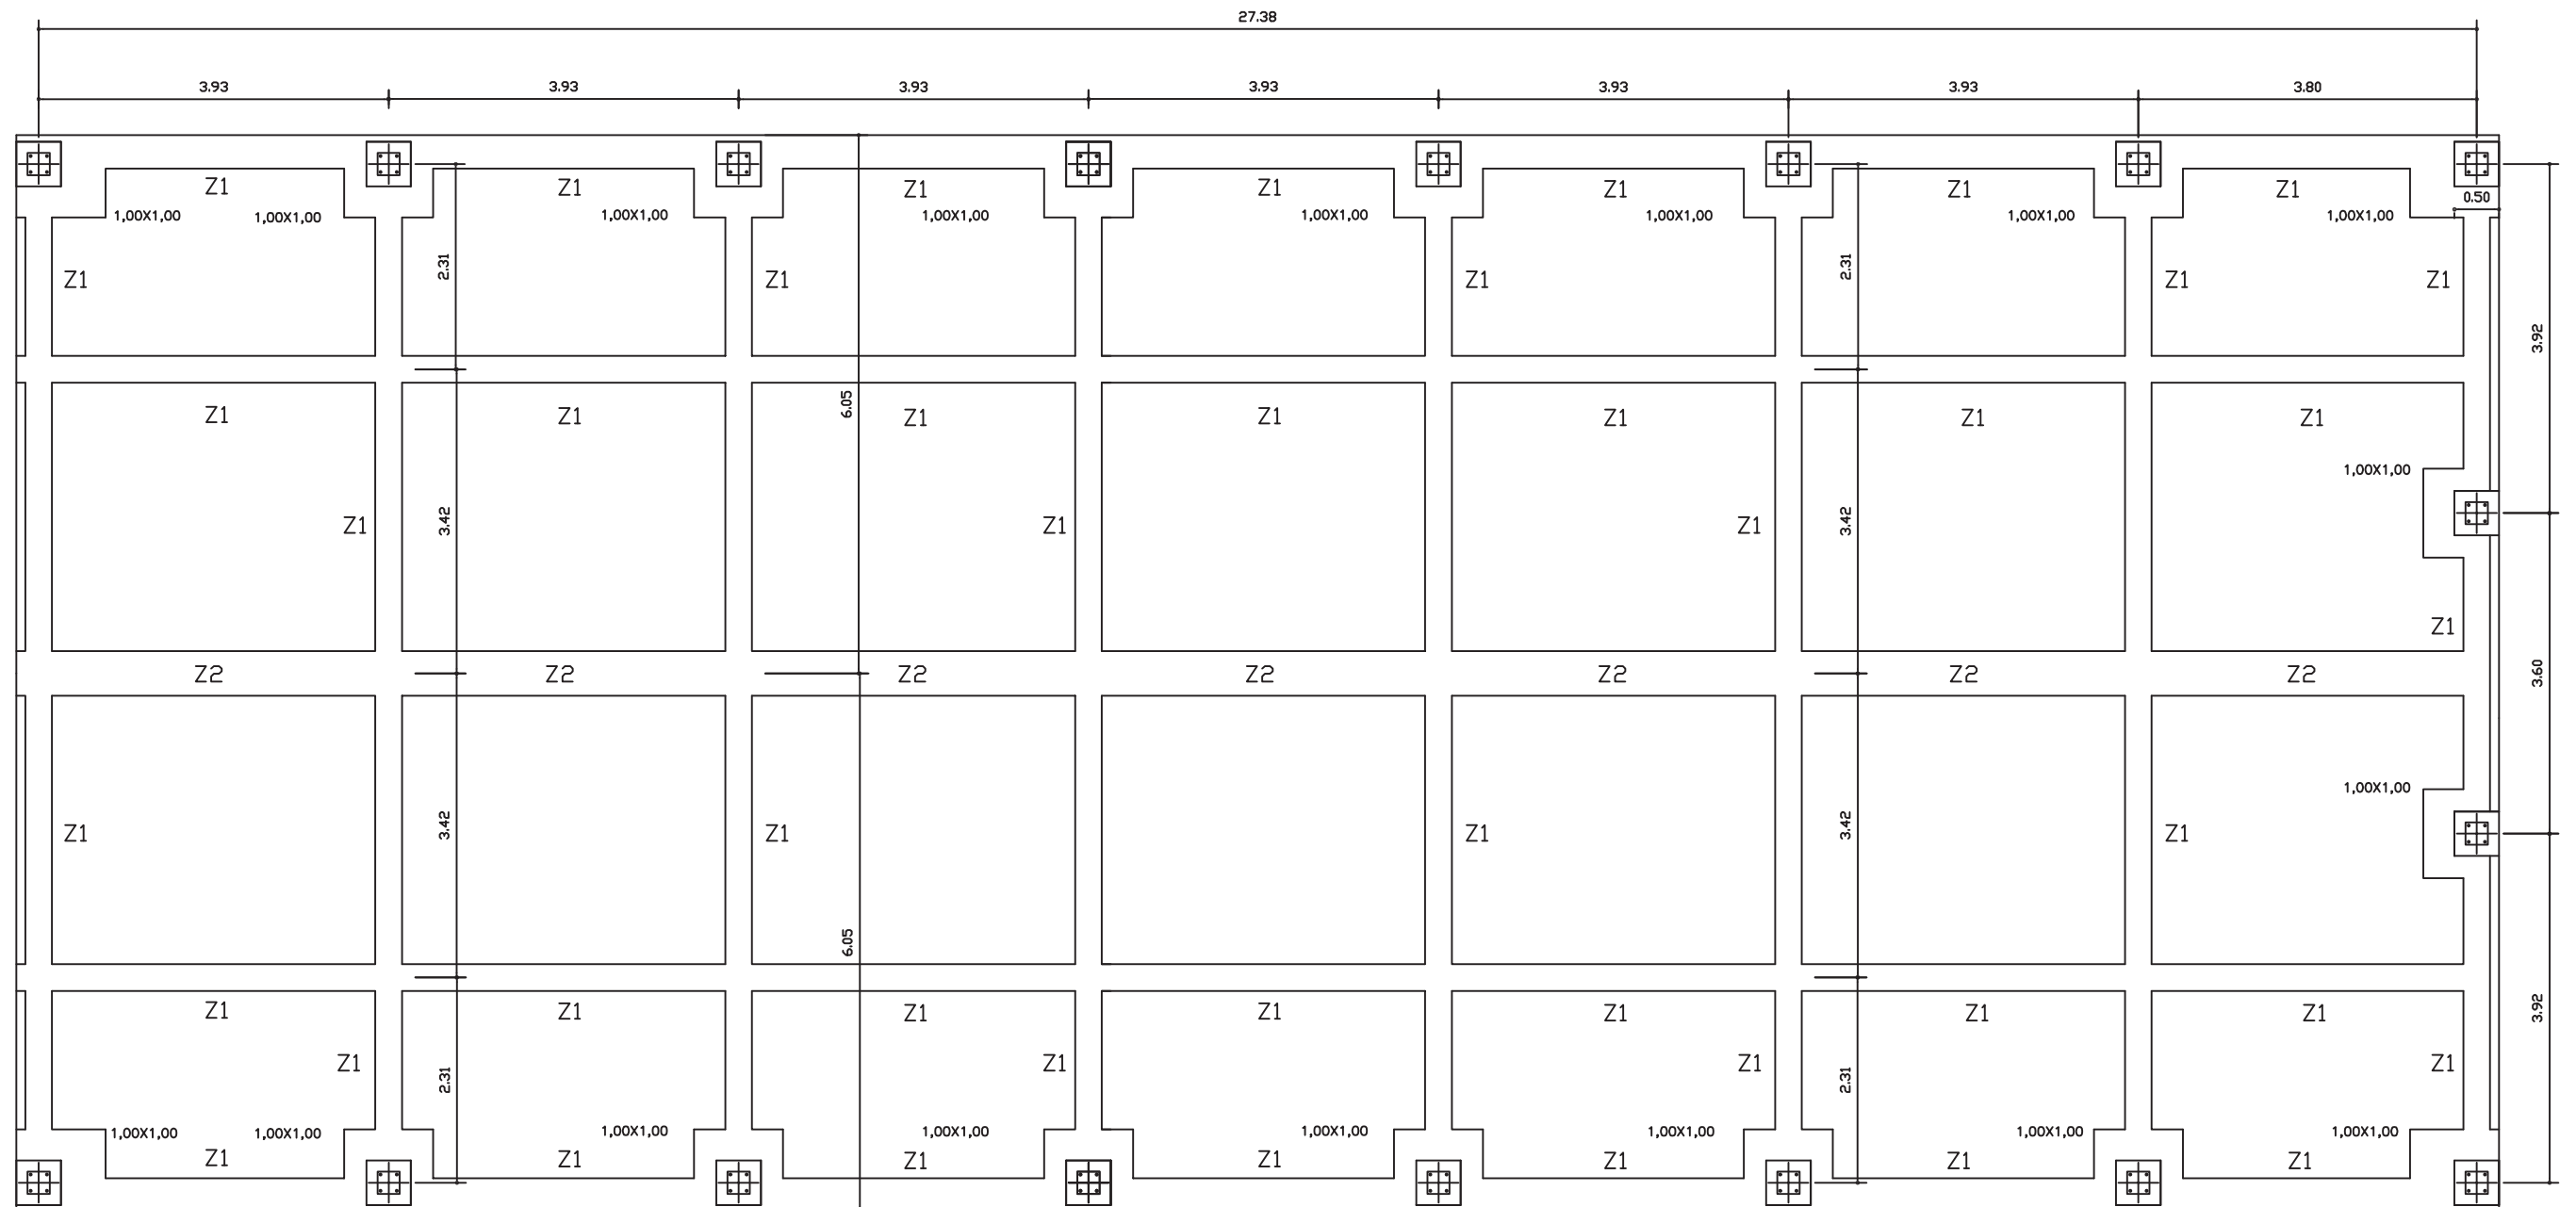 27.38
3.93 3.93 3.93 3.93 3.93 3.93 3.80
Z1 Z1 Z1 Z1 Z1 Z1 Z1
0.50
1,00X1,00 1,00X1,00 1,00X1,00 1,00X1,00 1,00X1,00 1,00X1,00 1,00X1,00 1,00X1,00
Z1 2.31 Z1 Z1 2.31 Z1 Z1
3.92
Z1 Z1 6.05 Z1 Z1 Z1 Z1 Z1
1,00X1,00
Z1 3.42 Z1 Z1 3.42
Z1
Z2 Z2 Z2 Z2 Z2 Z2 Z2 3.60
1,00X1,00
Z1 3.42 Z1 Z1 3.42 Z1
6.05
Z1 Z1 Z1 Z1 Z1 Z1 Z1 3.92
Z1 2.31 Z1 Z1 2.31 Z1
1,00X1,00 1,00X1,00 1,00X1,00 1,00X1,00 1,00X1,00 1,00X1,00 1,00X1,00 1,00X1,00
Z1 Z1 Z1 Z1 Z1 Z1 Z1